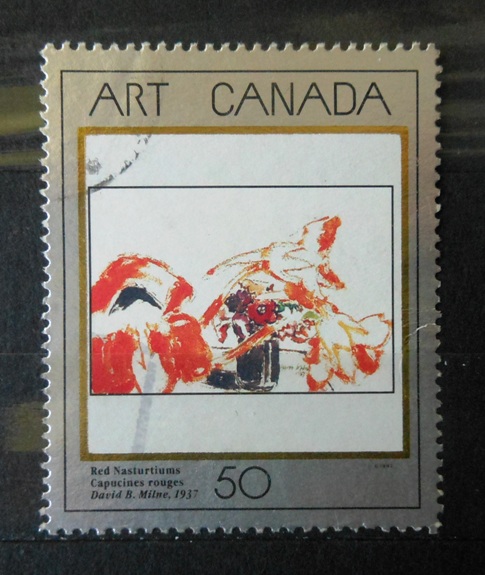 ART CANADA
Red Nasturtiums
Capucines rouges
David B. Milne, 1937
50